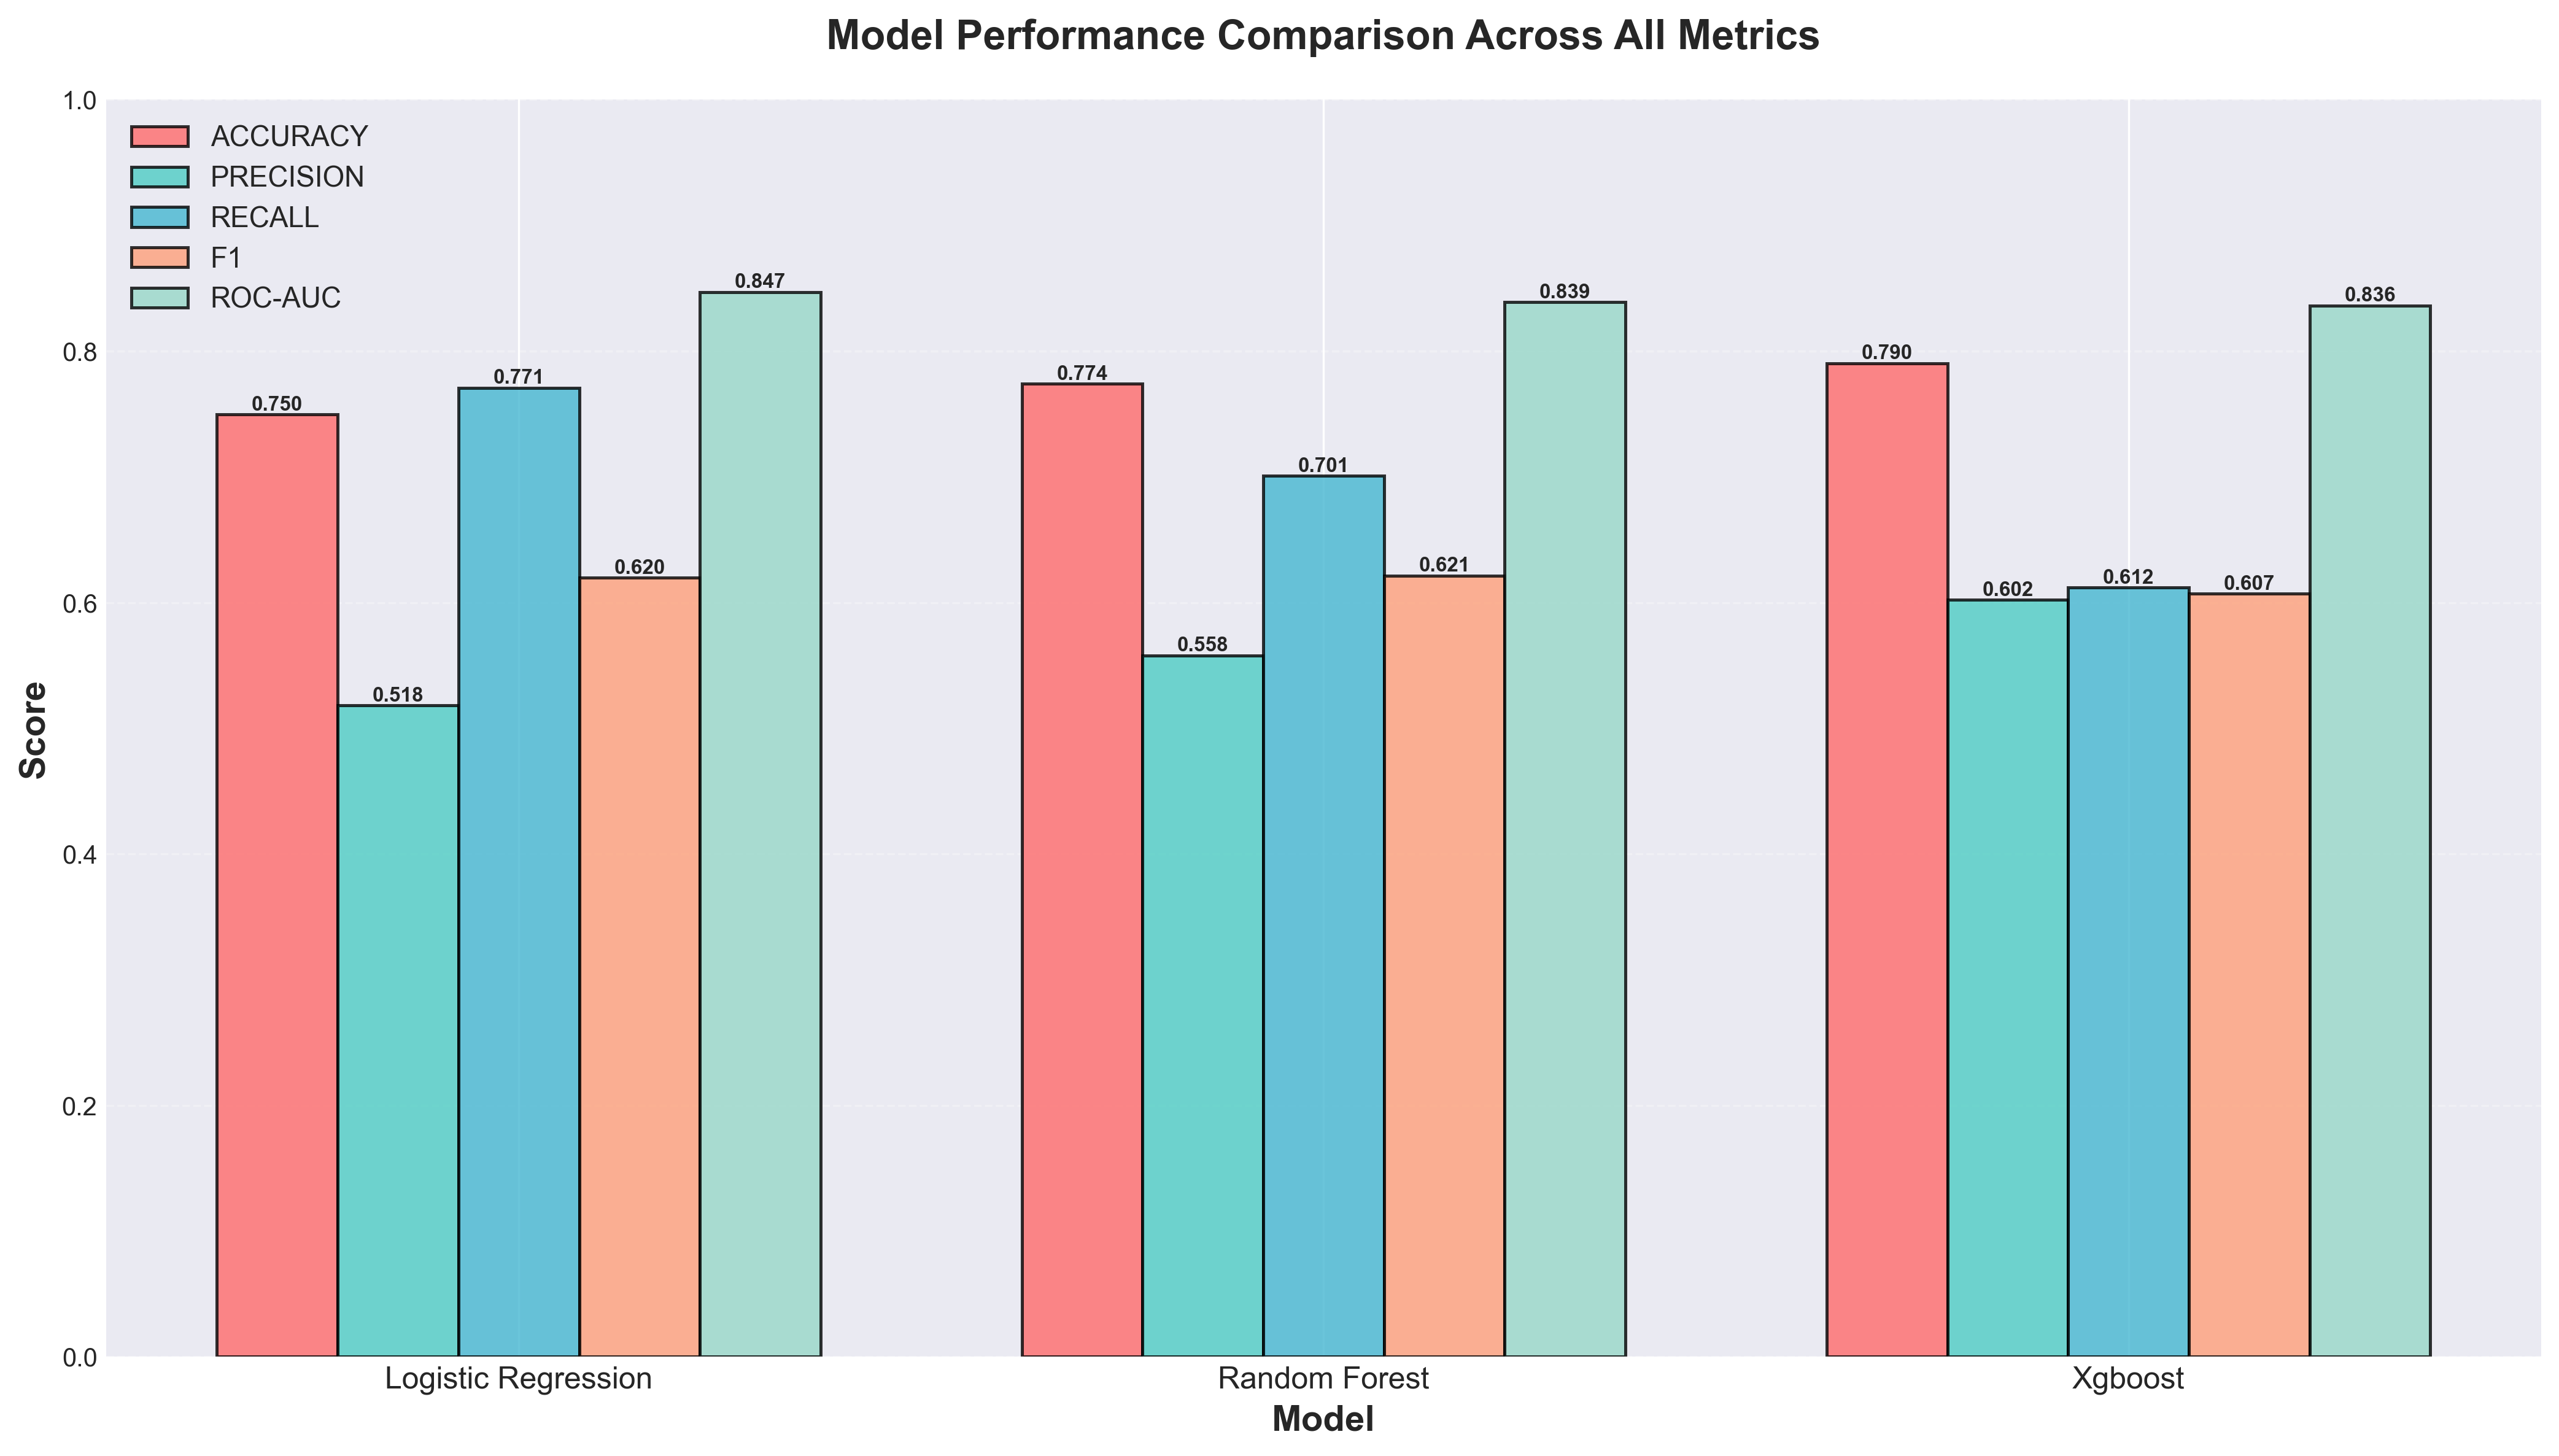 Model Performance Comparison Across All Metrics
1.0
0.8
0.6
0.4
0.2
0.0
Score
ACCURACY
PRECISION
RECALL
F1
ROC-AUC
0.750
0.518
0.771
0.620
0.847
0.774
0.558
0.701
0.621
0.839
0.790
0.602
0.612
0.607
0.836
Logistic Regression
Random Forest
Xgboost
Model